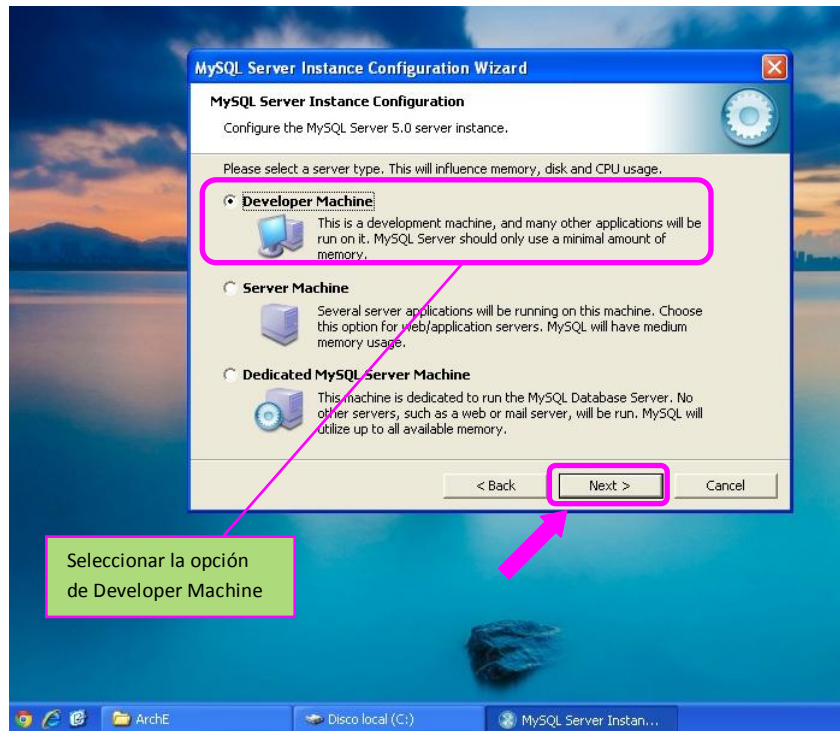 MySQL Server Instance Configuration Wizard
MySQL Server Instance Configuration
Configure the MySQL Server 5.0 server instance.
Please select a server type. This will influence memory, disk and CPU usage.
Developer Machine
This is a development machine, and many other applications will be
run on it. MySQL Server should only use a minimal amount of
memory.
Server Machine
Several server applications will be running on this machine. Choose
this option for web/application servers. MySQL will have medium
memory usage.
Dedicated MySQL Server Machine
This machine is dedicated to run the MySQL Database Server. No
other servers, such as a web or mail server, will be run. MySQL will
utilize up to all available memory.
< Back
Next >
Cancel
Seleccionar la opción
de Developer Machine
ArchE
Disco local (C:)
MySQL Server Instan...